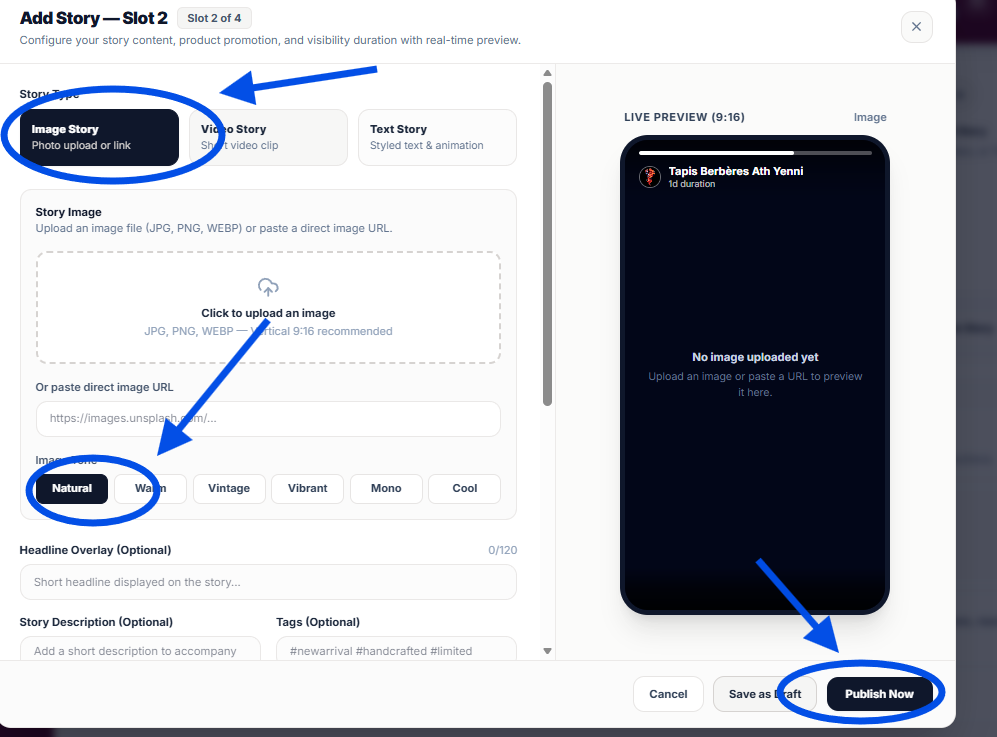 Add Story — Slot 2
Slot 2 of 4
Configure your story content, product promotion, and visibility duration with real-time preview.
Story Type
Image Story
Photo upload or link
Video Story
Short video clip
Text Story
Styled text & animation
Story Image
Upload an image file (JPG, PNG, WEBP) or paste a direct image URL.
Click to upload an image
JPG, PNG, WEBP — Vertical 9:16 recommended
Or paste direct image URL
https://images.unsplash.com/...
Image Tone
Natural
Warm
Vintage
Vibrant
Mono
Cool
Headline Overlay (Optional)
0/120
Short headline displayed on the story...
Story Description (Optional)
Tags (Optional)
Add a short description to accompany
#newarrival #handcrafted #limited
LIVE PREVIEW (9:16)
Image
Tapis Berbères Ath Yenni
1d duration
No image uploaded yet
Upload an image or paste a URL to preview
it here.
Cancel
Save as Draft
Publish Now